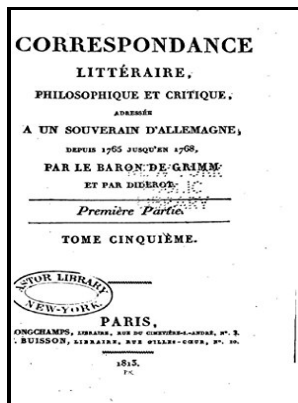 CORRESPONDANCE
LITTÉRAIRE,
PHILOSOPHIQUE ET CRITIQUE,
ADRESSÉE
A UN SOUVERAIN D'ALLEMAGNE,
DEPUIS 1765 JUSQU'EN 1768,
PAR LE BARON DE GRIMM
ET PAR DIDEROT.
Première Partie.
TOME CINQUIÈME.
ASTOR LIBRARY
NEW-YORK.
PARIS,
ONGCHAMPS, LIBRAIRE, RUE DU CIMETIÈRE-S.-ANDRÉ, N°. 3.
. BUISSON, LIBRAIRE, RUE GILLES-CŒUR, N°. 10.
1813.